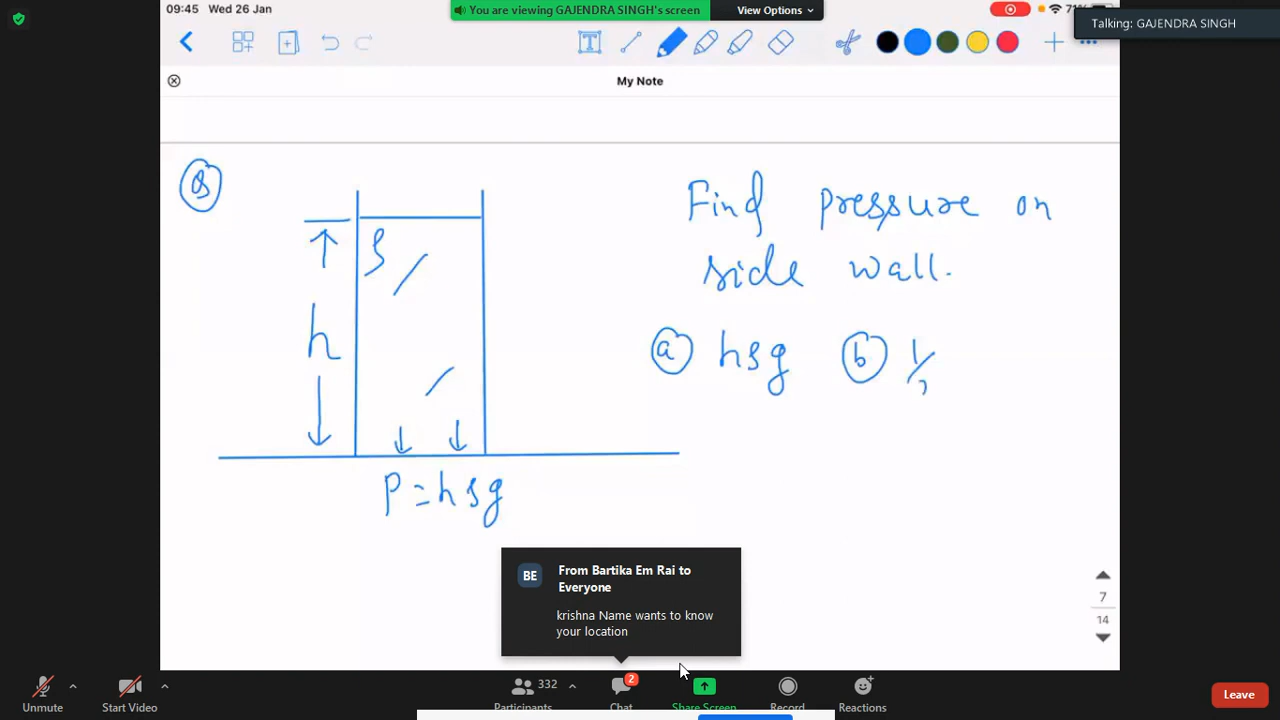 09:45 Wed 26 Jan
You are viewing GAJENDRA SINGH's screen
View Options
71%
Talking: GAJENDRA SINGH
My Note
Q
Find pressure on
side wall.
h
ρ
a hρg b 1/
P = hρg
BE
From Bartika Em Rai to
Everyone
krishna Name wants to know
your location
7
14
Unmute
Start Video
332
Participants
2
Chat
Share Screen
Record
Reactions
Leave